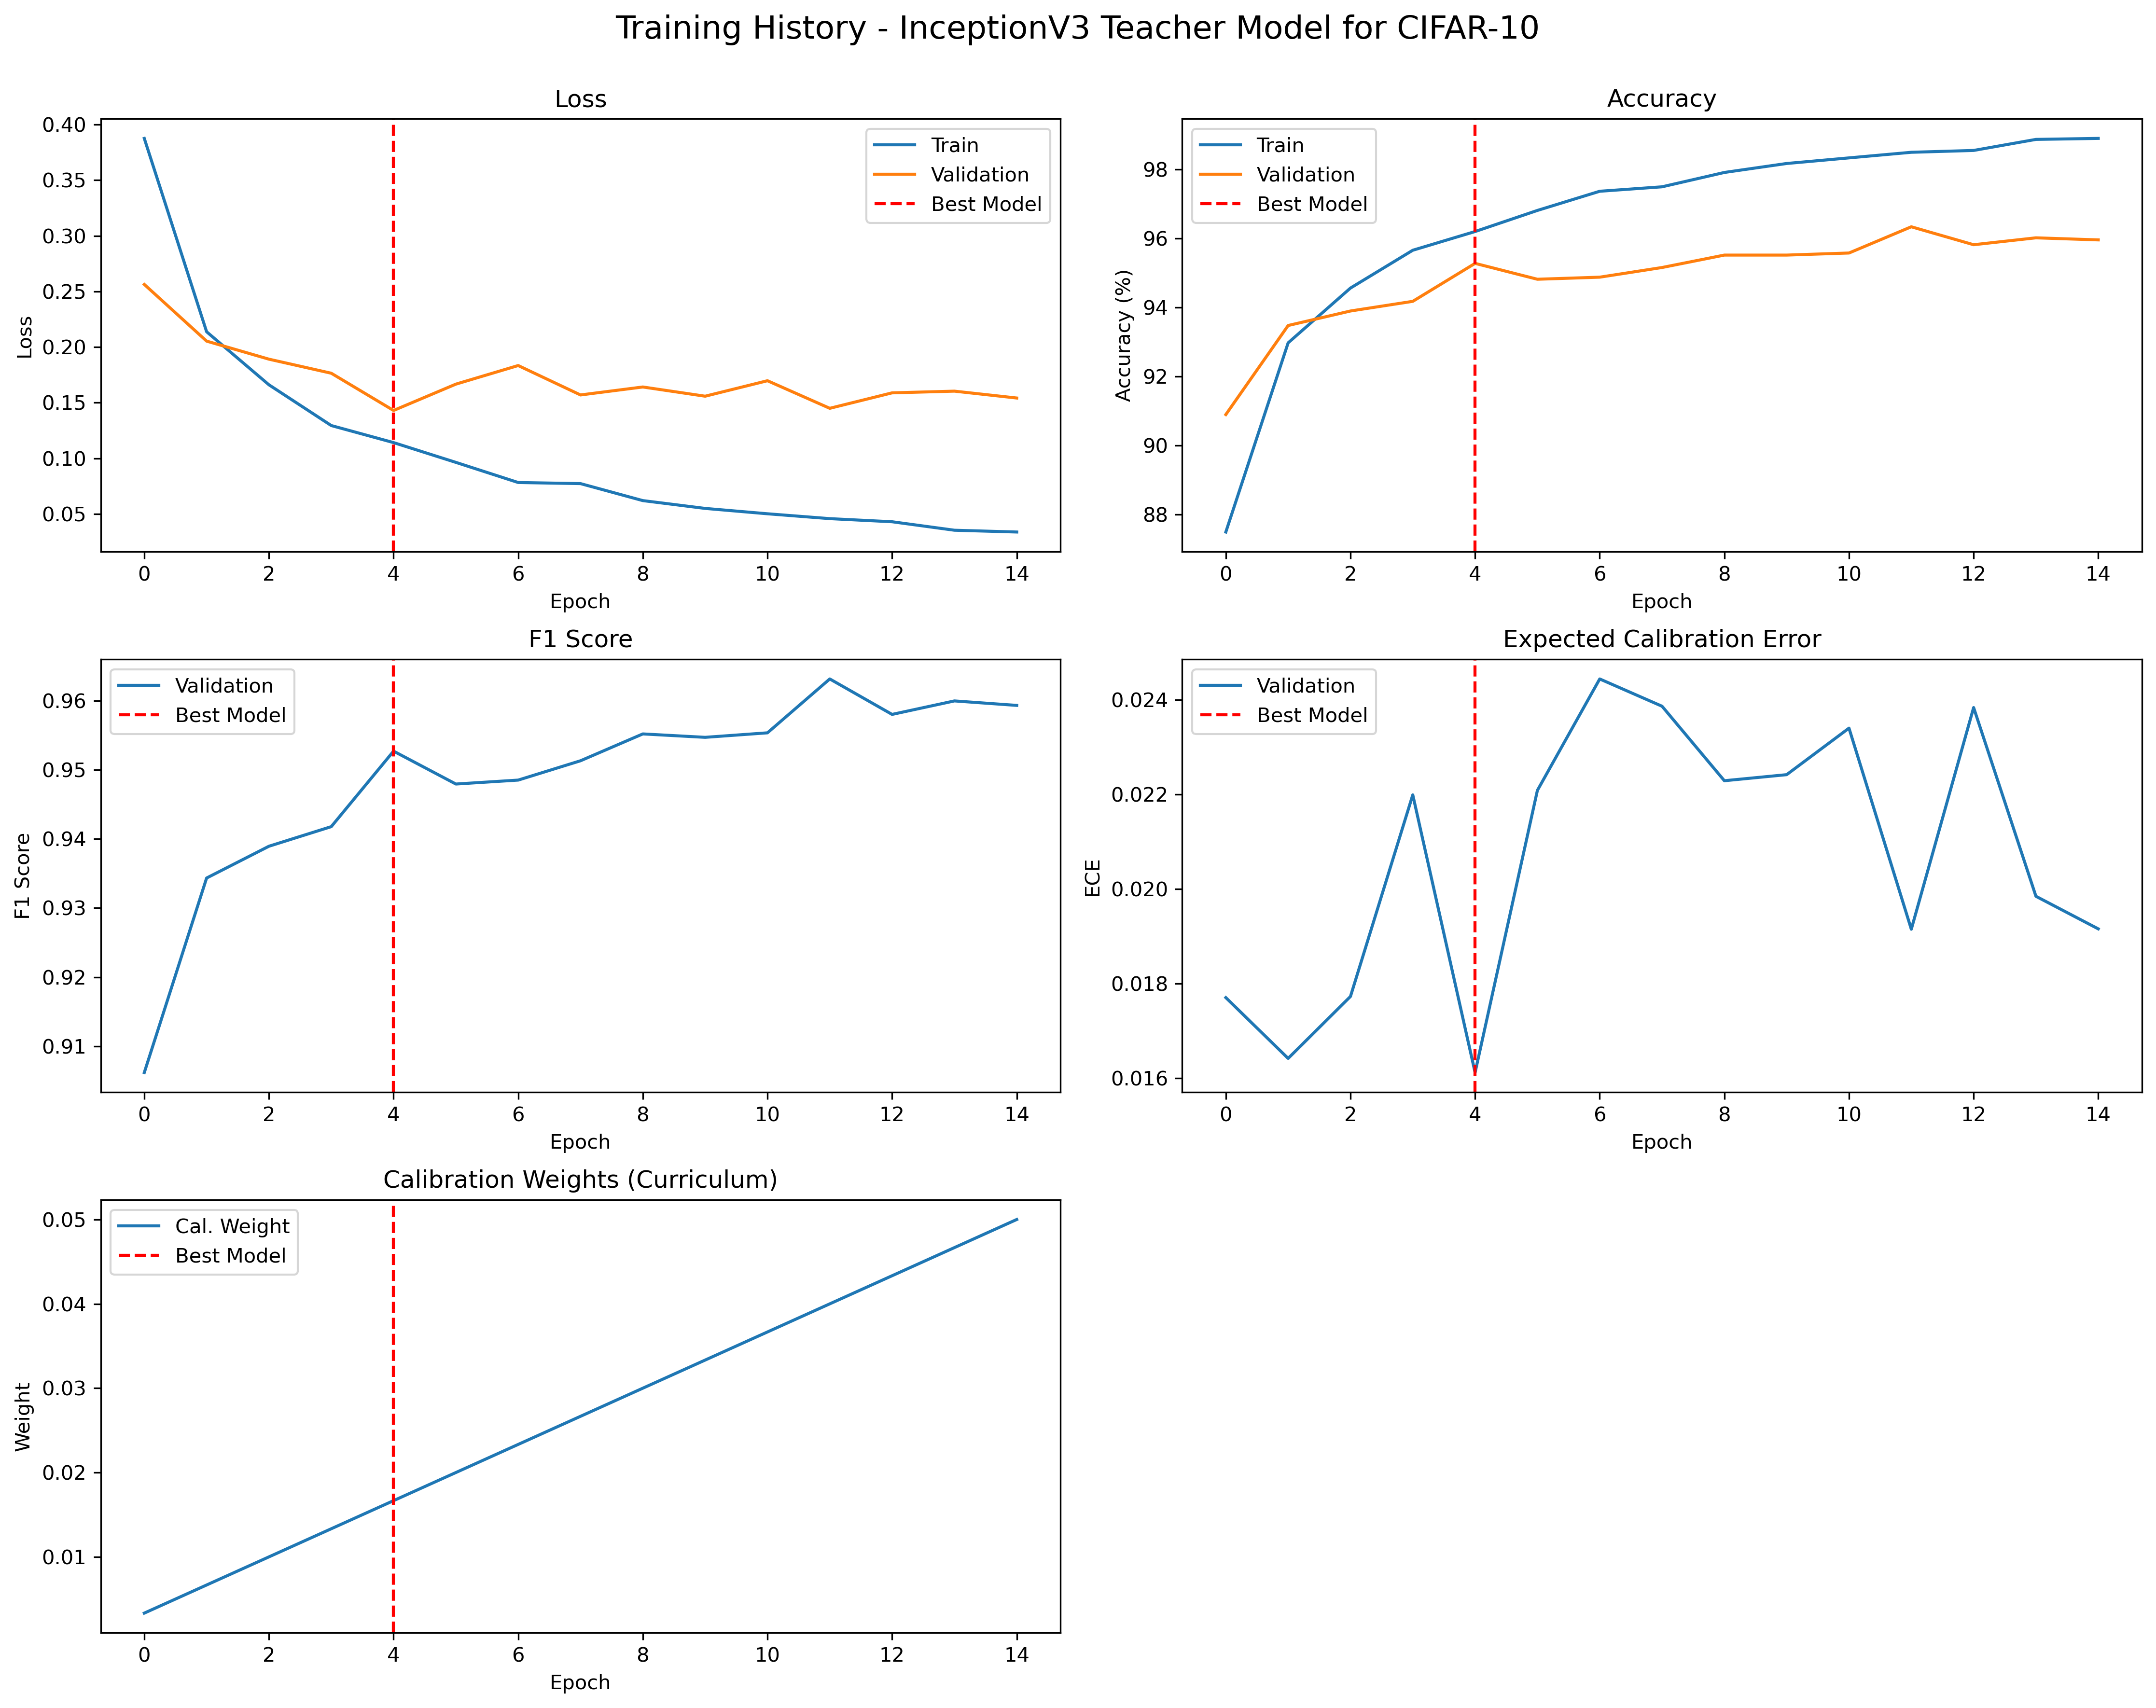 Training History - InceptionV3 Teacher Model for CIFAR-10
Loss
Train
Validation
Best Model
0.40
0.35
0.30
0.25
0.20
0.15
0.10
0.05
Loss
0 2 4 6 8 10 12 14
Epoch
Accuracy
Train
Validation
Best Model
98
96
94
92
90
88
Accuracy (%)
0 2 4 6 8 10 12 14
Epoch
F1 Score
Validation
Best Model
0.96
0.95
0.94
0.93
0.92
0.91
F1 Score
0 2 4 6 8 10 12 14
Epoch
Expected Calibration Error
Validation
Best Model
0.024
0.022
0.020
0.018
0.016
ECE
0 2 4 6 8 10 12 14
Epoch
Calibration Weights (Curriculum)
Cal. Weight
Best Model
0.05
0.04
0.03
0.02
0.01
Weight
0 2 4 6 8 10 12 14
Epoch